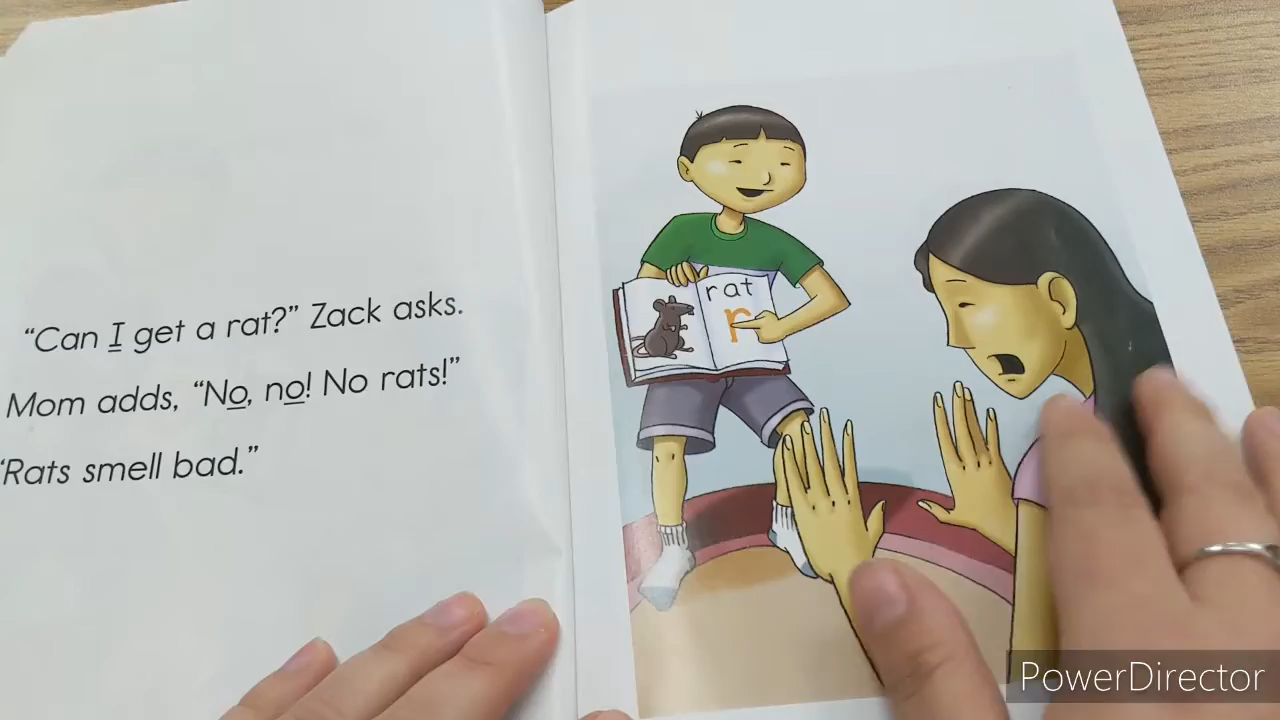 “Can I get a rat?” Zack asks.
Mom adds, “No, no! No rats!”
“Rats smell bad.”
rat
r
PowerDirector